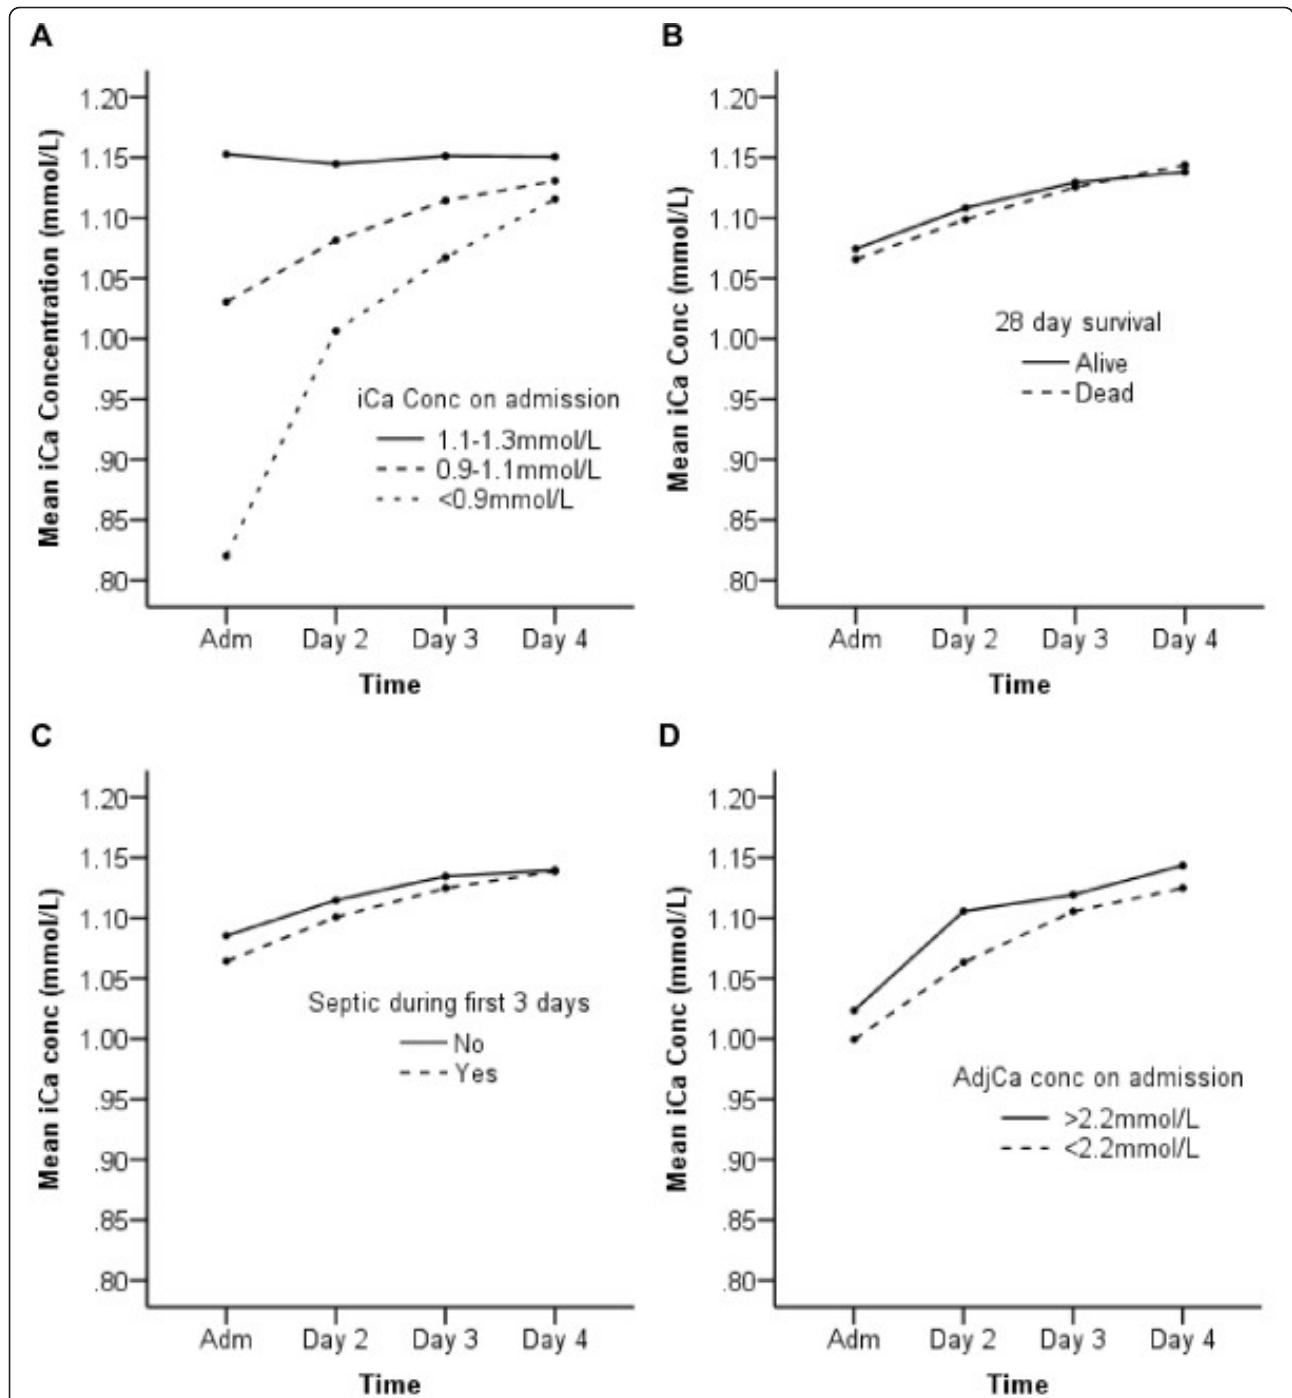 A
Mean iCa Concentration (mmol/L)
1.20
1.15
1.10
1.05
1.00
.95
.90
.85
.80
iCa Conc on admission
1.1-1.3mmol/L
0.9-1.1mmol/L
<0.9mmol/L
Adm Day 2 Day 3 Day 4
Time
B
Mean iCa Conc (mmol/L)
1.20
1.15
1.10
1.05
1.00
.95
.90
.85
.80
28 day survival
Alive
Dead
Adm Day 2 Day 3 Day 4
Time
C
Mean iCa conc (mmol/L)
1.20
1.15
1.10
1.05
1.00
.95
.90
.85
.80
Septic during first 3 days
No
Yes
Adm Day 2 Day 3 Day 4
Time
D
Mean iCa Conc (mmol/L)
1.20
1.15
1.10
1.05
1.00
.95
.90
.85
.80
AdjCa conc on admission
>2.2mmol/L
<2.2mmol/L
Adm Day 2 Day 3 Day 4
Time